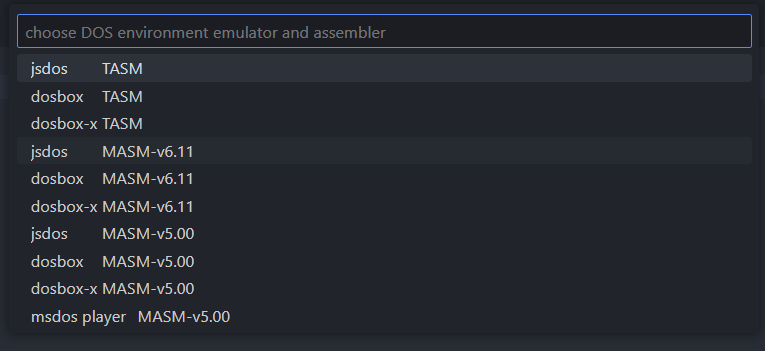 choose DOS environment emulator and assembler
jsdos TASM
dosbox TASM
dosbox-x TASM
jsdos MASM-v6.11
dosbox MASM-v6.11
dosbox-x MASM-v6.11
jsdos MASM-v5.00
dosbox MASM-v5.00
dosbox-x MASM-v5.00
msdos player MASM-v5.00